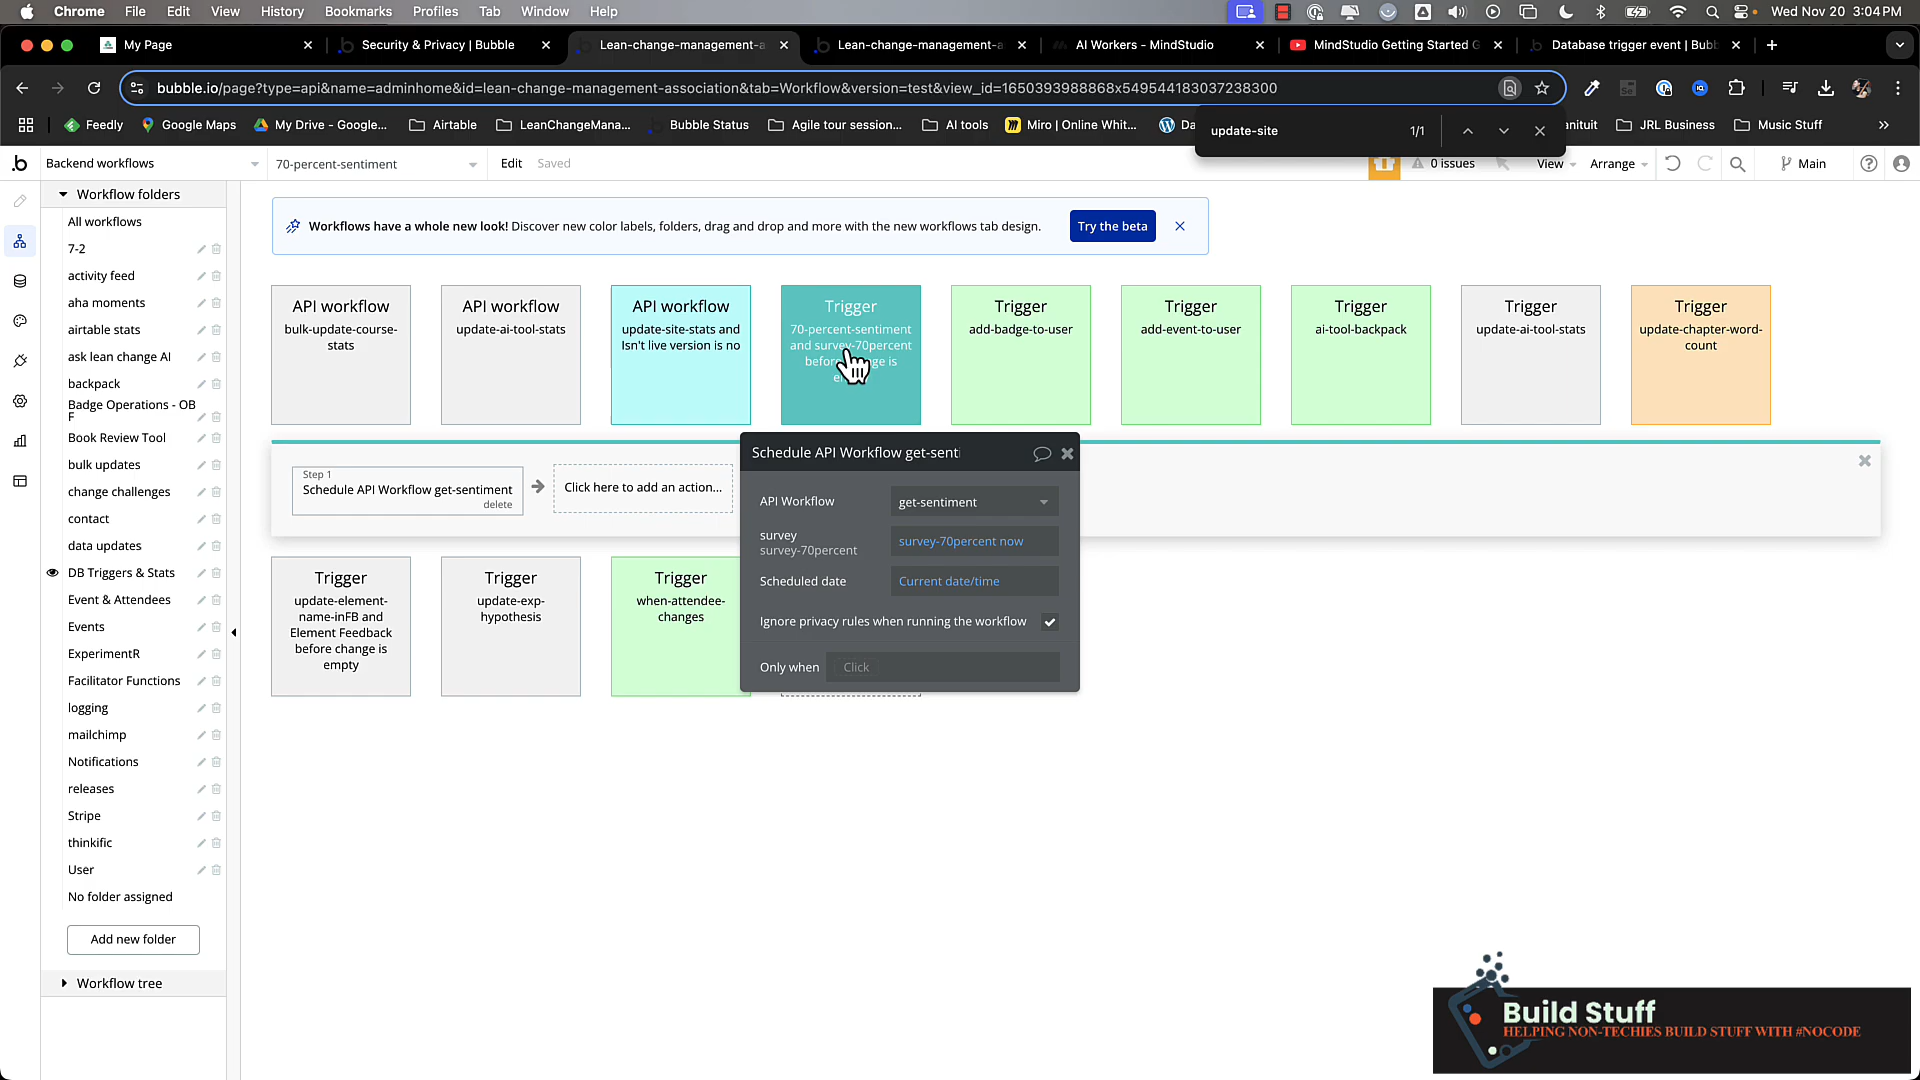 Chrome File Edit View History Bookmarks Profiles Tab Window Help Wed Nov 20 3:04 PM
My Page Security & Privacy | Bubble Lean-change-management-a Lean-change-management-a AI Workers - MindStudio MindStudio Getting Started G Database trigger event | Bubb
bubble.io/page?type=api&name=adminhome&id=lean-change-management-association&tab=Workflow&version=test&view_id=1650393988868x549544183037238300
Feedly Google Maps My Drive - Google... Airtable LeanChangeMana... Bubble Status Agile tour session... AI tools Miro | Online Whit... Da anituit JRL Business Music Stuff
update-site 1/1
Backend workflows 70-percent-sentiment Edit Saved 0 issues View Arrange Main
Workflow folders
All workflows
7-2
activity feed
aha moments
airtable stats
ask lean change AI
backpack
Badge Operations - OB
F
Book Review Tool
bulk updates
change challenges
contact
data updates
DB Triggers & Stats
Event & Attendees
Events
ExperimentR
Facilitator Functions
logging
mailchimp
Notifications
releases
Stripe
thinkific
User
No folder assigned
Add new folder
Workflow tree
Workflows have a whole new look! Discover new color labels, folders, drag and drop and more with the new workflows tab design. Try the beta
API workflow
bulk-update-course-
stats
API workflow
update-ai-tool-stats
API workflow
update-site-stats and
Isn't live version is no
Trigger
70-percent-sentiment
and survey-70percent
before change is
Trigger
add-badge-to-user
Trigger
add-event-to-user
Trigger
ai-tool-backpack
Trigger
update-ai-tool-stats
Trigger
update-chapter-word-
count
Step 1
Schedule API Workflow get-sentiment
delete
Click here to add an action...
Schedule API Workflow get-senti
API Workflow get-sentiment
survey
survey-70percent
survey-70percent now
Scheduled date Current date/time
Ignore privacy rules when running the workflow
Only when Click
Trigger
update-element-
name-inFB and
Element Feedback
before change is
empty
Trigger
update-exp-
hypothesis
Trigger
when-attendee-
changes
Build Stuff
HELPING NON-TECHIES BUILD STUFF WITH #NOCODE